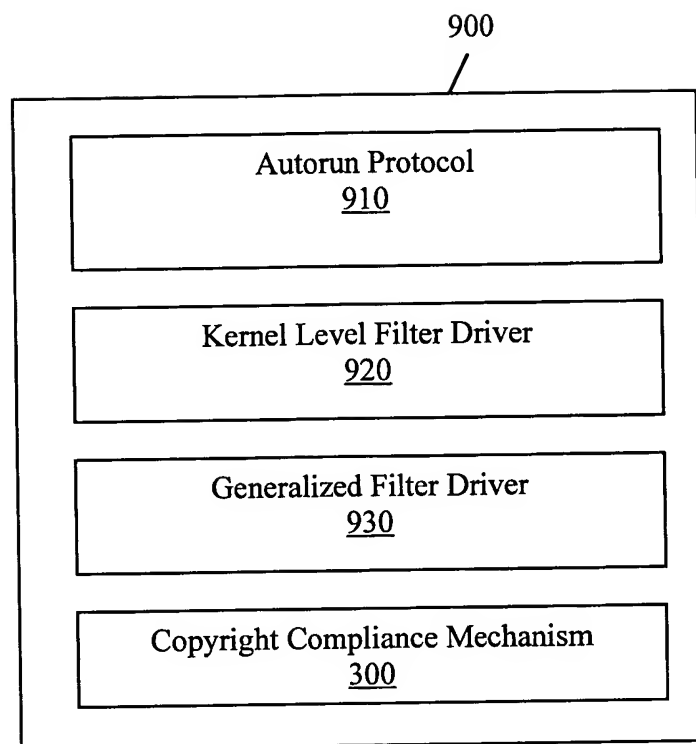 900
Autorun Protocol
910
Kernel Level Filter Driver
920
Generalized Filter Driver
930
Copyright Compliance Mechanism
300